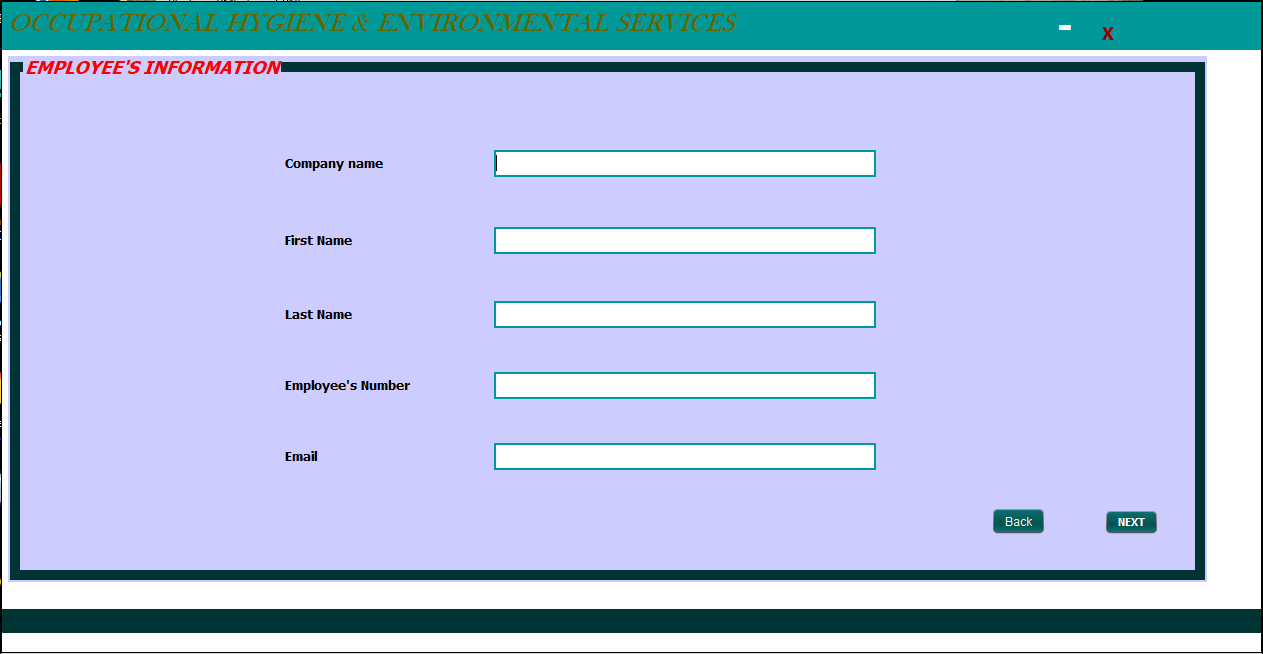 OCCUPATIONAL HYGIENE & ENVIRONMENTAL SERVICES
X
EMPLOYEE'S INFORMATION
Company name
First Name
Last Name
Employee's Number
Email
Back
NEXT